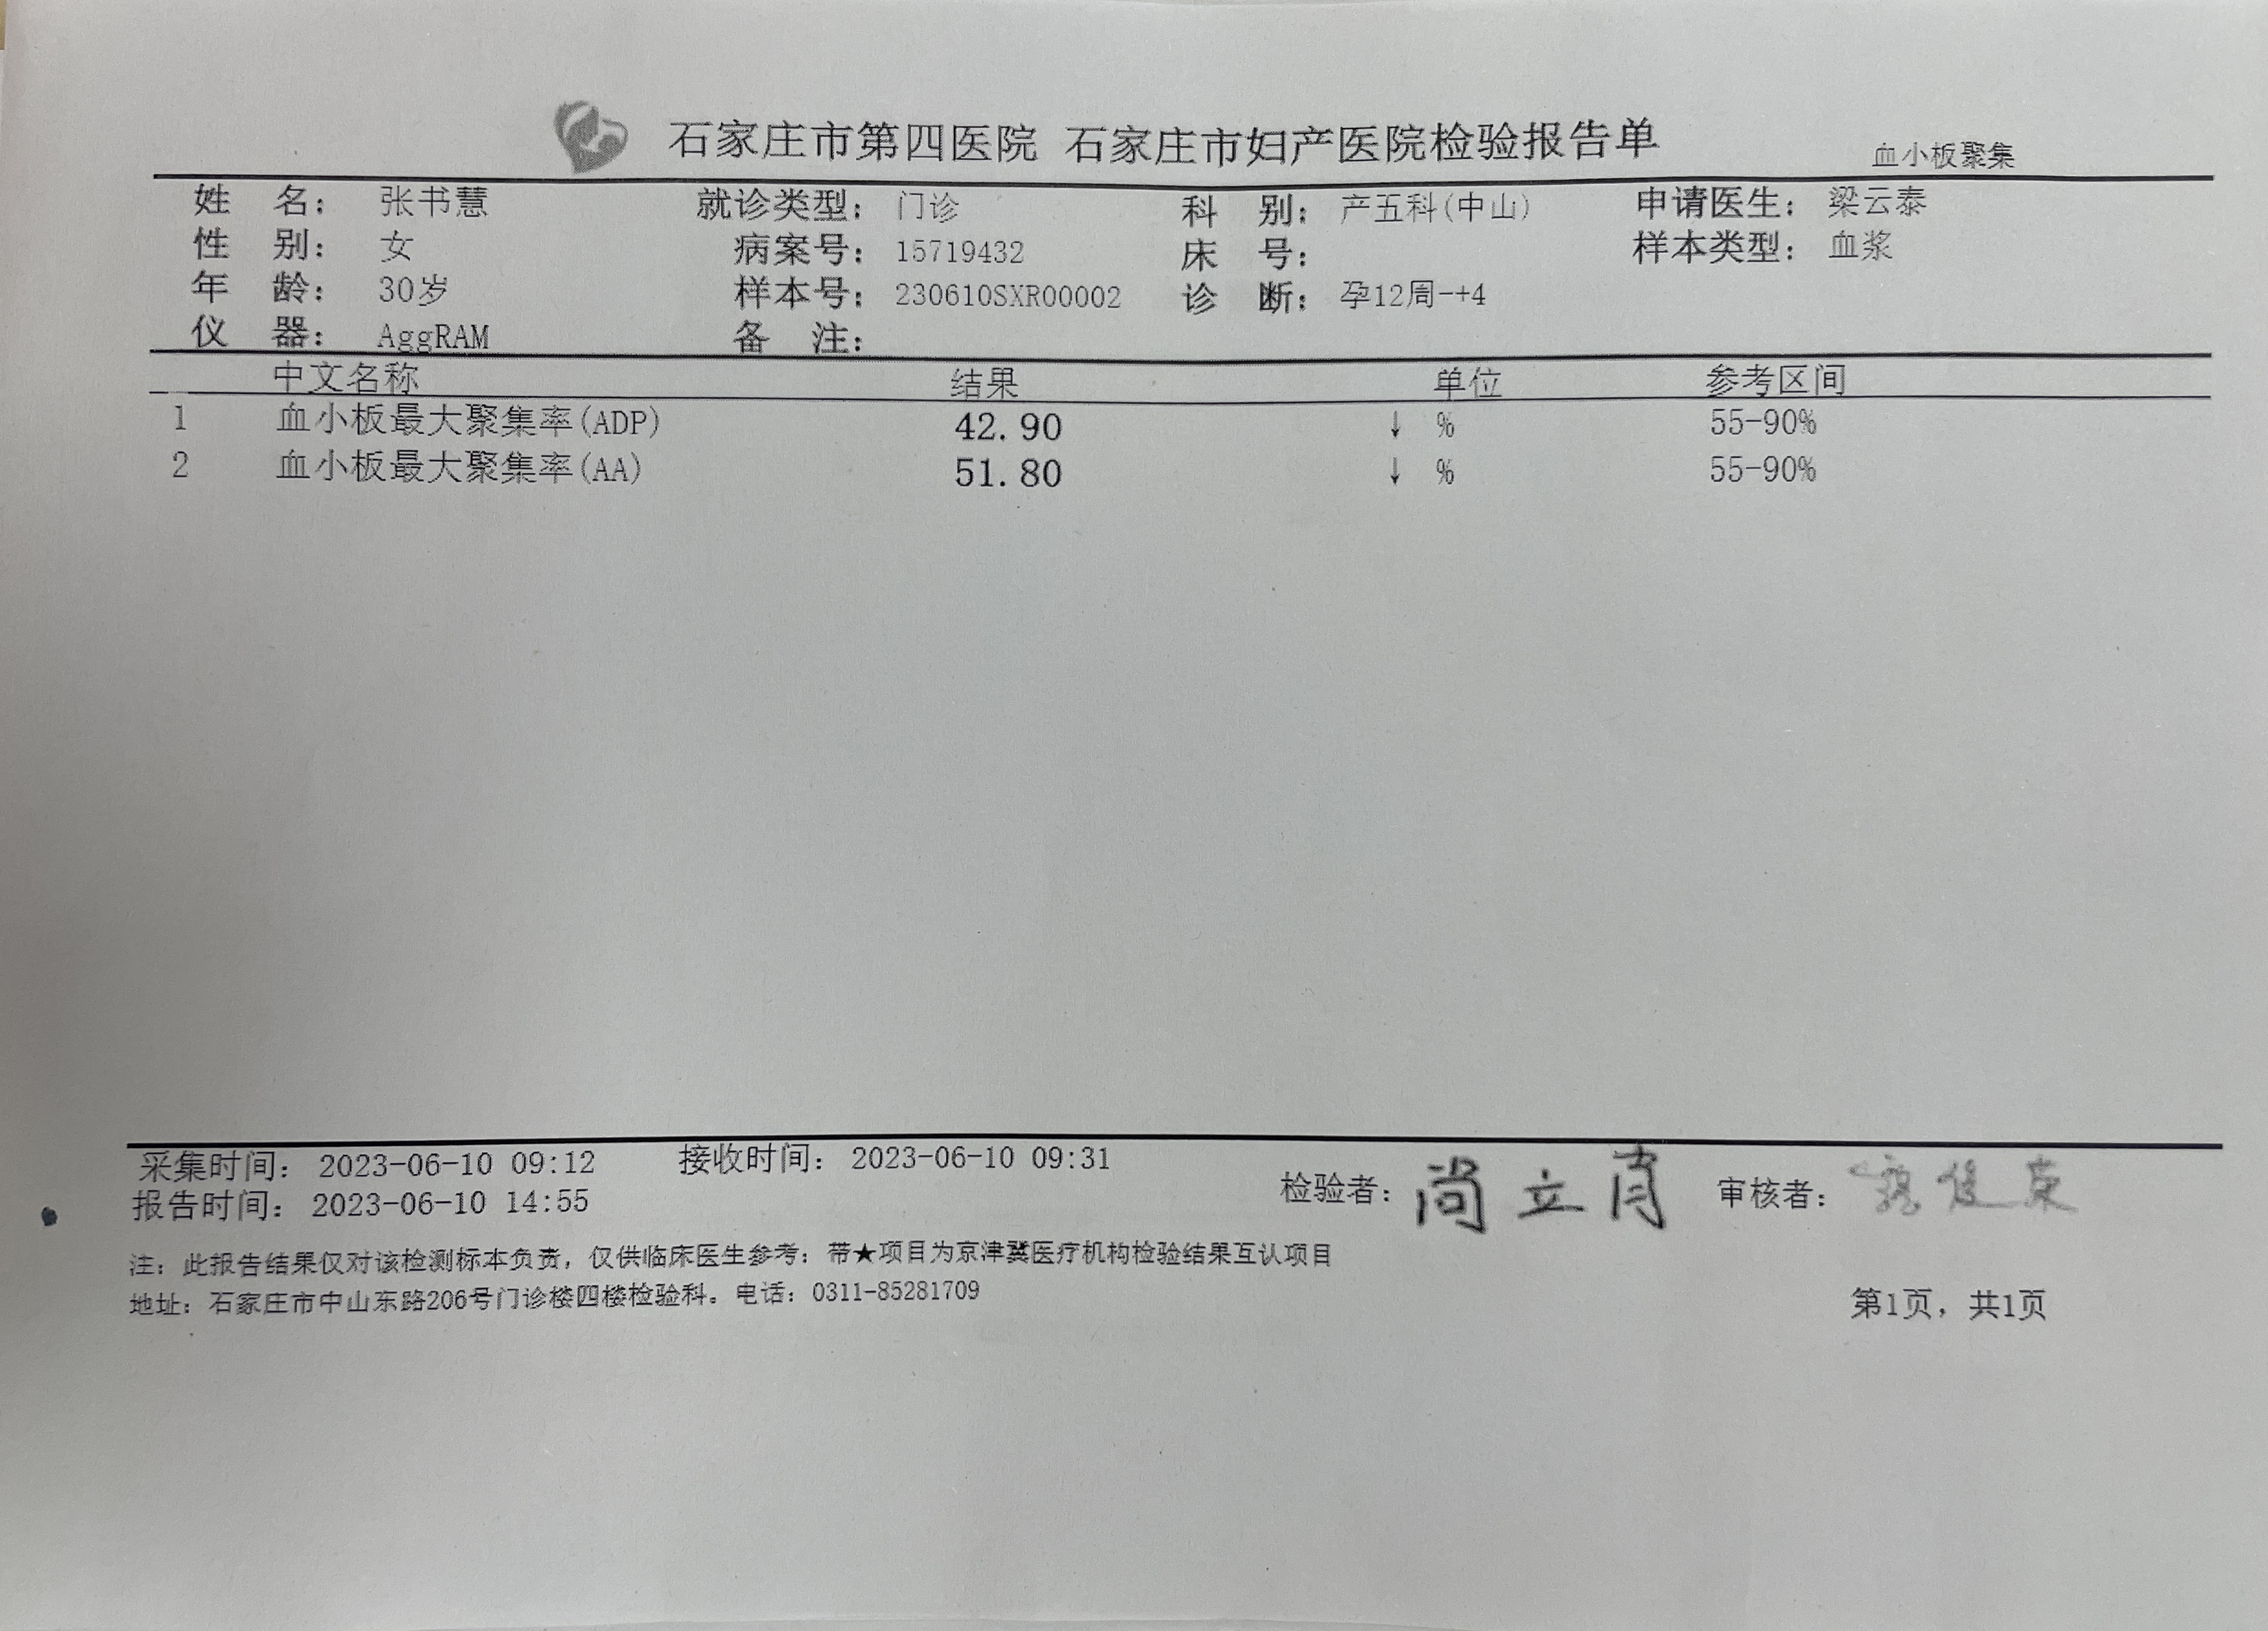 石家庄市第四医院 石家庄市妇产医院检验报告单 血小板聚集
姓 名： 张书慧 就诊类型： 门诊 科 别： 产五科(中山) 申请医生： 梁云泰
性 别： 女 病案号： 15719432 床 号： 样本类型： 血浆
年 龄： 30岁 样本号： 230610SXR00002 诊 断： 孕12周-+4
仪 器： AggRAM 备 注：
中文名称 结果 单位 参考区间
1 血小板最大聚集率(ADP) 42.90 ↓ % 55-90%
2 血小板最大聚集率(AA) 51.80 ↓ % 55-90%
采集时间： 2023-06-10 09:12 接收时间： 2023-06-10 09:31
报告时间： 2023-06-10 14:55 检验者： 尚立肖 审核者：
注：此报告结果仅对该检测标本负责，仅供临床医生参考；带★项目为京津冀医疗机构检验结果互认项目
地址：石家庄市中山东路206号门诊楼四楼检验科。电话：0311-85281709
第1页，共1页